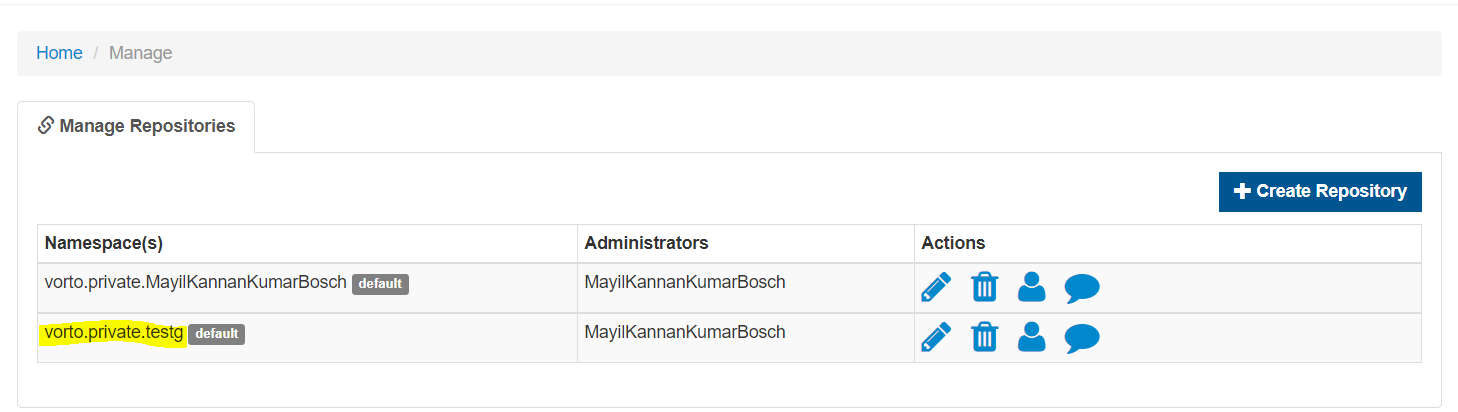 Home / Manage
Manage Repositories
Create Repository
Namespace(s) Administrators Actions
vorto.private.MayilKannanKumarBosch default MayilKannanKumarBosch
vorto.private.testg default MayilKannanKumarBosch